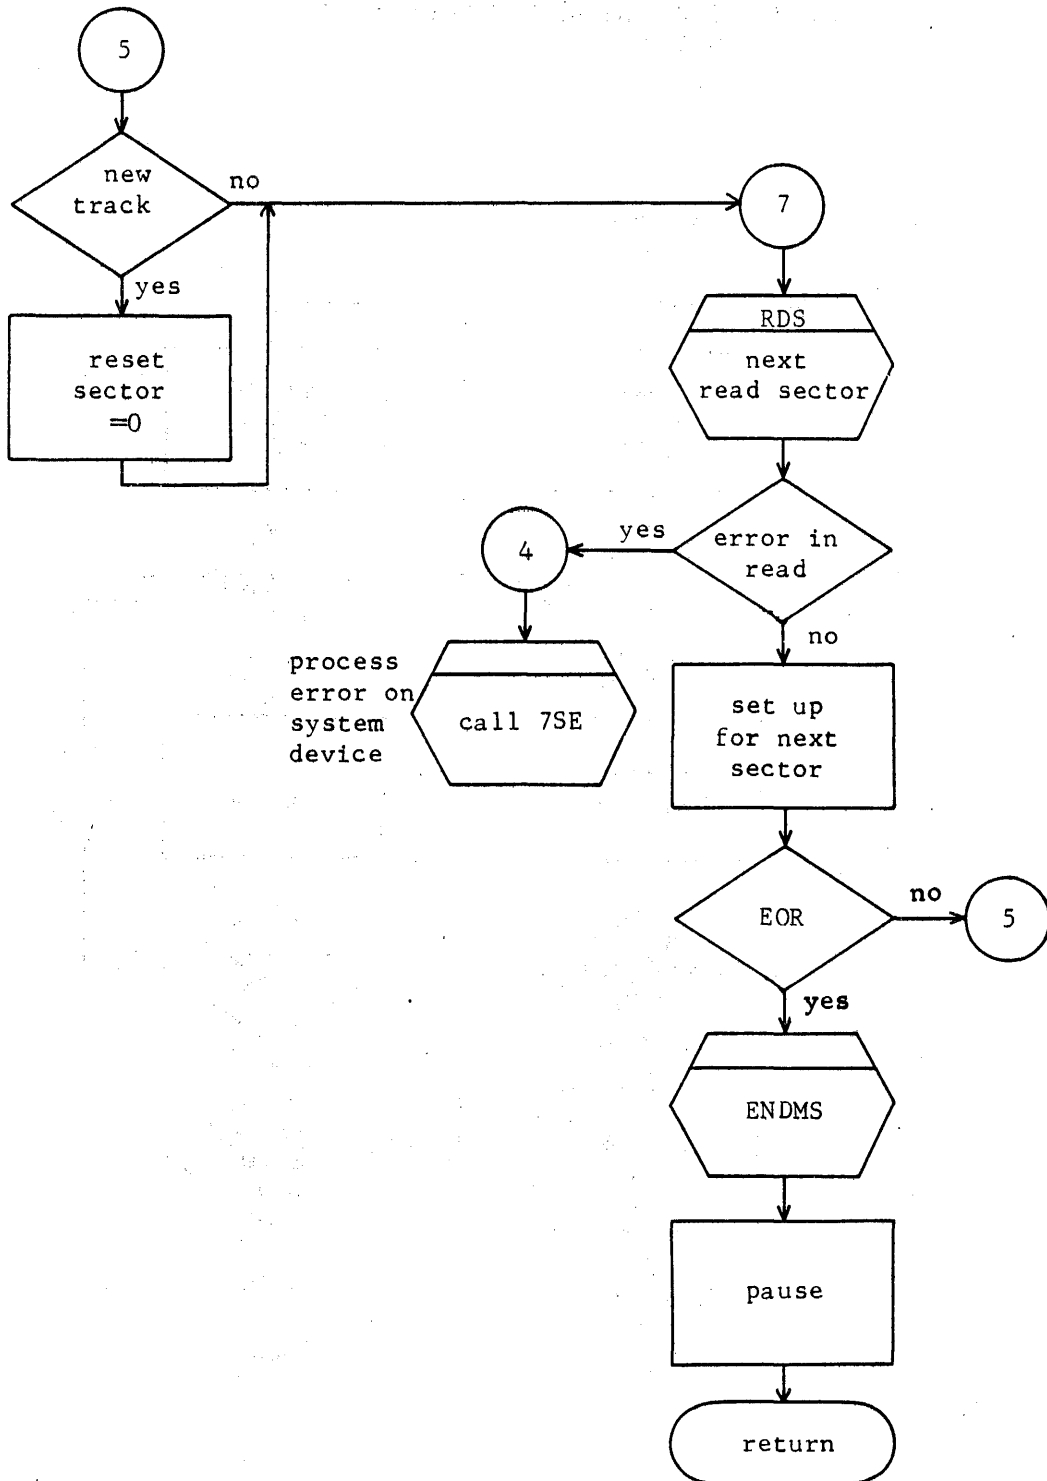 5
new
track
no
yes
reset
sector
=0
7
RDS
next
read sector
error in
read
yes
4
process
error on
system
device
call 7SE
no
set up
for next
sector
EOR
no
5
yes
ENDMS
pause
return